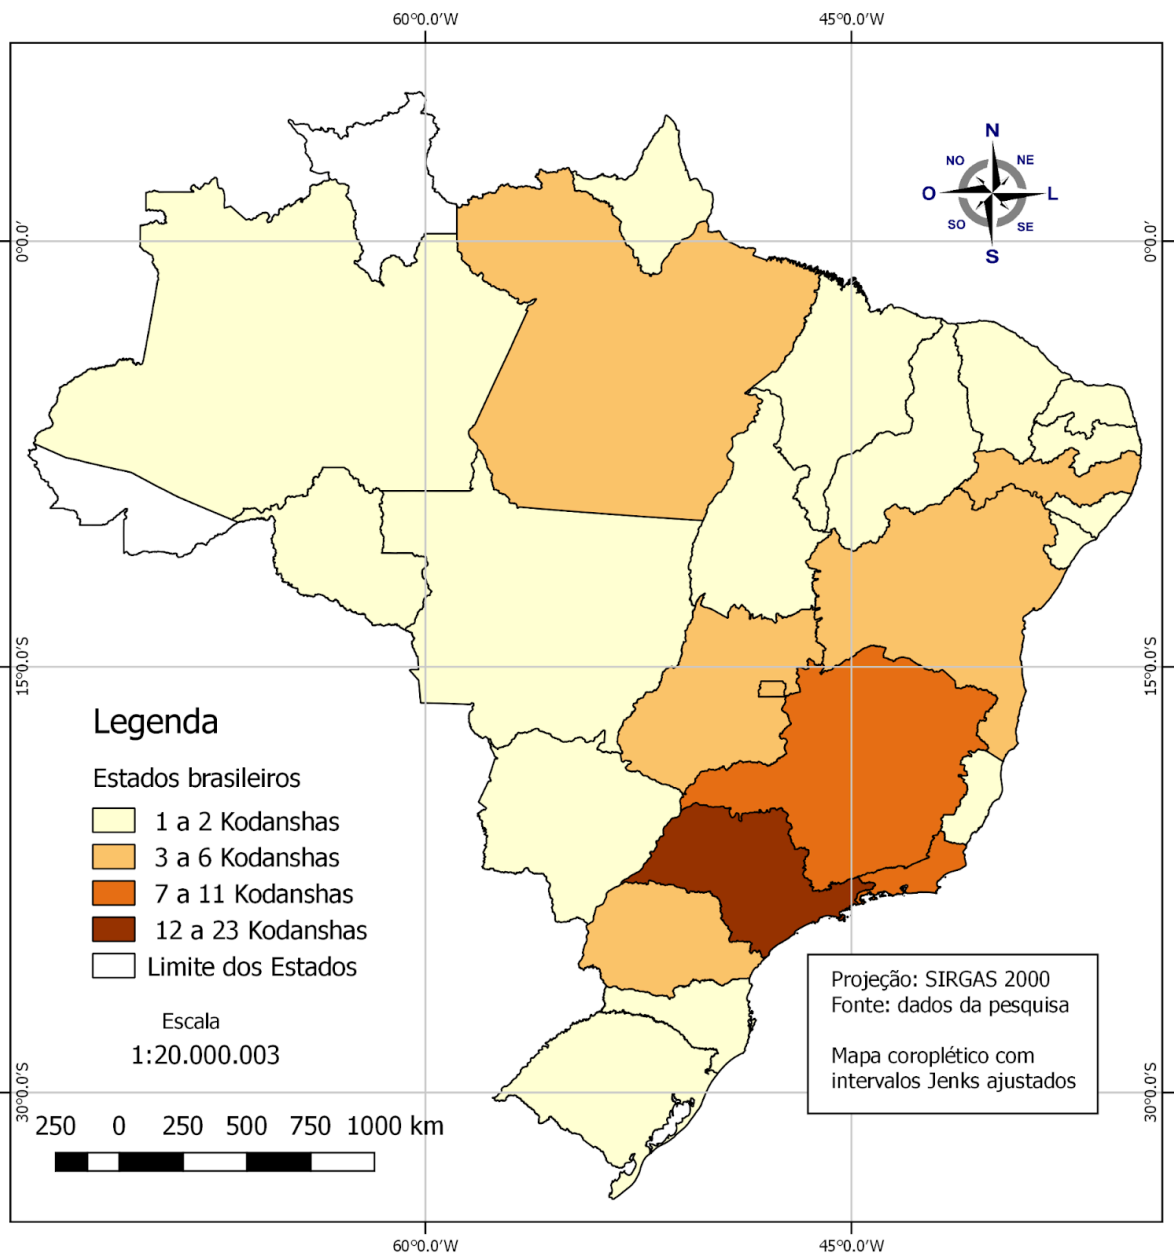 60°0.0'W
45°0.0'W
N
NO
NE
O
L
SO
SE
S
0°0.0'
0°0.0'
15°0.0'S
15°0.0'S
Legenda
Estados brasileiros
1 a 2 Kodanshas
3 a 6 Kodanshas
7 a 11 Kodanshas
12 a 23 Kodanshas
Limite dos Estados
Escala
1:20.000.003
Projeção: SIRGAS 2000
Fonte: dados da pesquisa
Mapa coroplético com
intervalos Jenks ajustados
30°0.0'S
30°0.0'S
250 0 250 500 750 1000 km
60°0.0'W
45°0.0'W